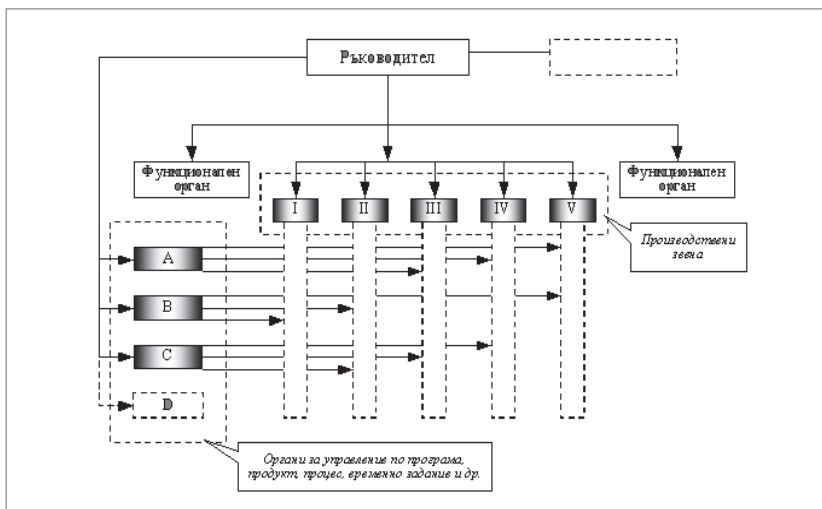 Ръководител
Функционален
орган
Функционален
орган
I II III IV V
Производствени
звена
A
B
C
D
Органи за управление по програма,
продукт, процес, временно задание и др.